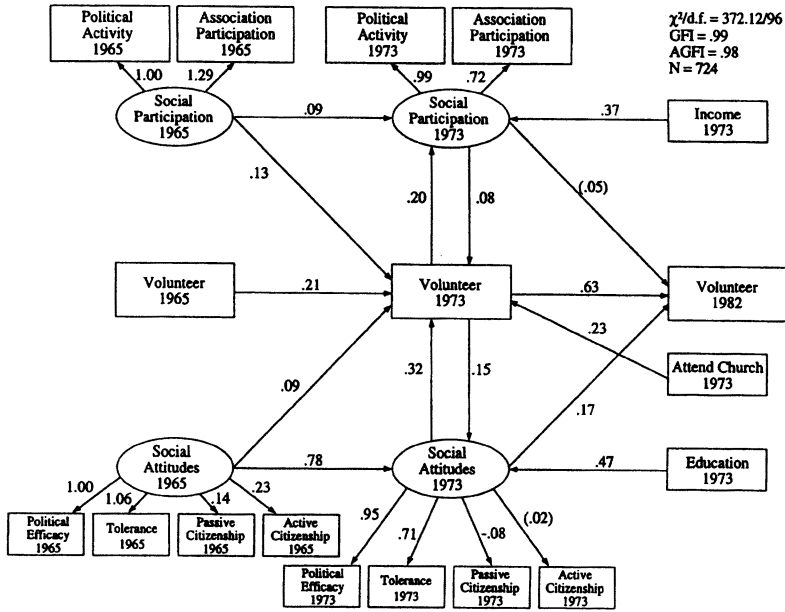 Political
Activity
1965
Association
Participation
1965
Political
Activity
1973
Association
Participation
1973
χ²/d.f. = 372.12/96
GFI = .99
AGFI = .98
N = 724
1.00
1.29
.99
.72
Social
Participation
1965
.09
Social
Participation
1973
.37
Income
1973
.13
.20
.08
(.05)
Volunteer
1965
.21
Volunteer
1973
.63
Volunteer
1982
.23
.09
.32
.15
.17
Attend Church
1973
Social
Attitudes
1965
.78
Social
Attitudes
1973
.47
Education
1973
1.00
1.06
.14
.23
.95
.71
-.08
(.02)
Political
Efficacy
1965
Tolerance
1965
Passive
Citizenship
1965
Active
Citizenship
1965
Political
Efficacy
1973
Tolerance
1973
Passive
Citizenship
1973
Active
Citizenship
1973